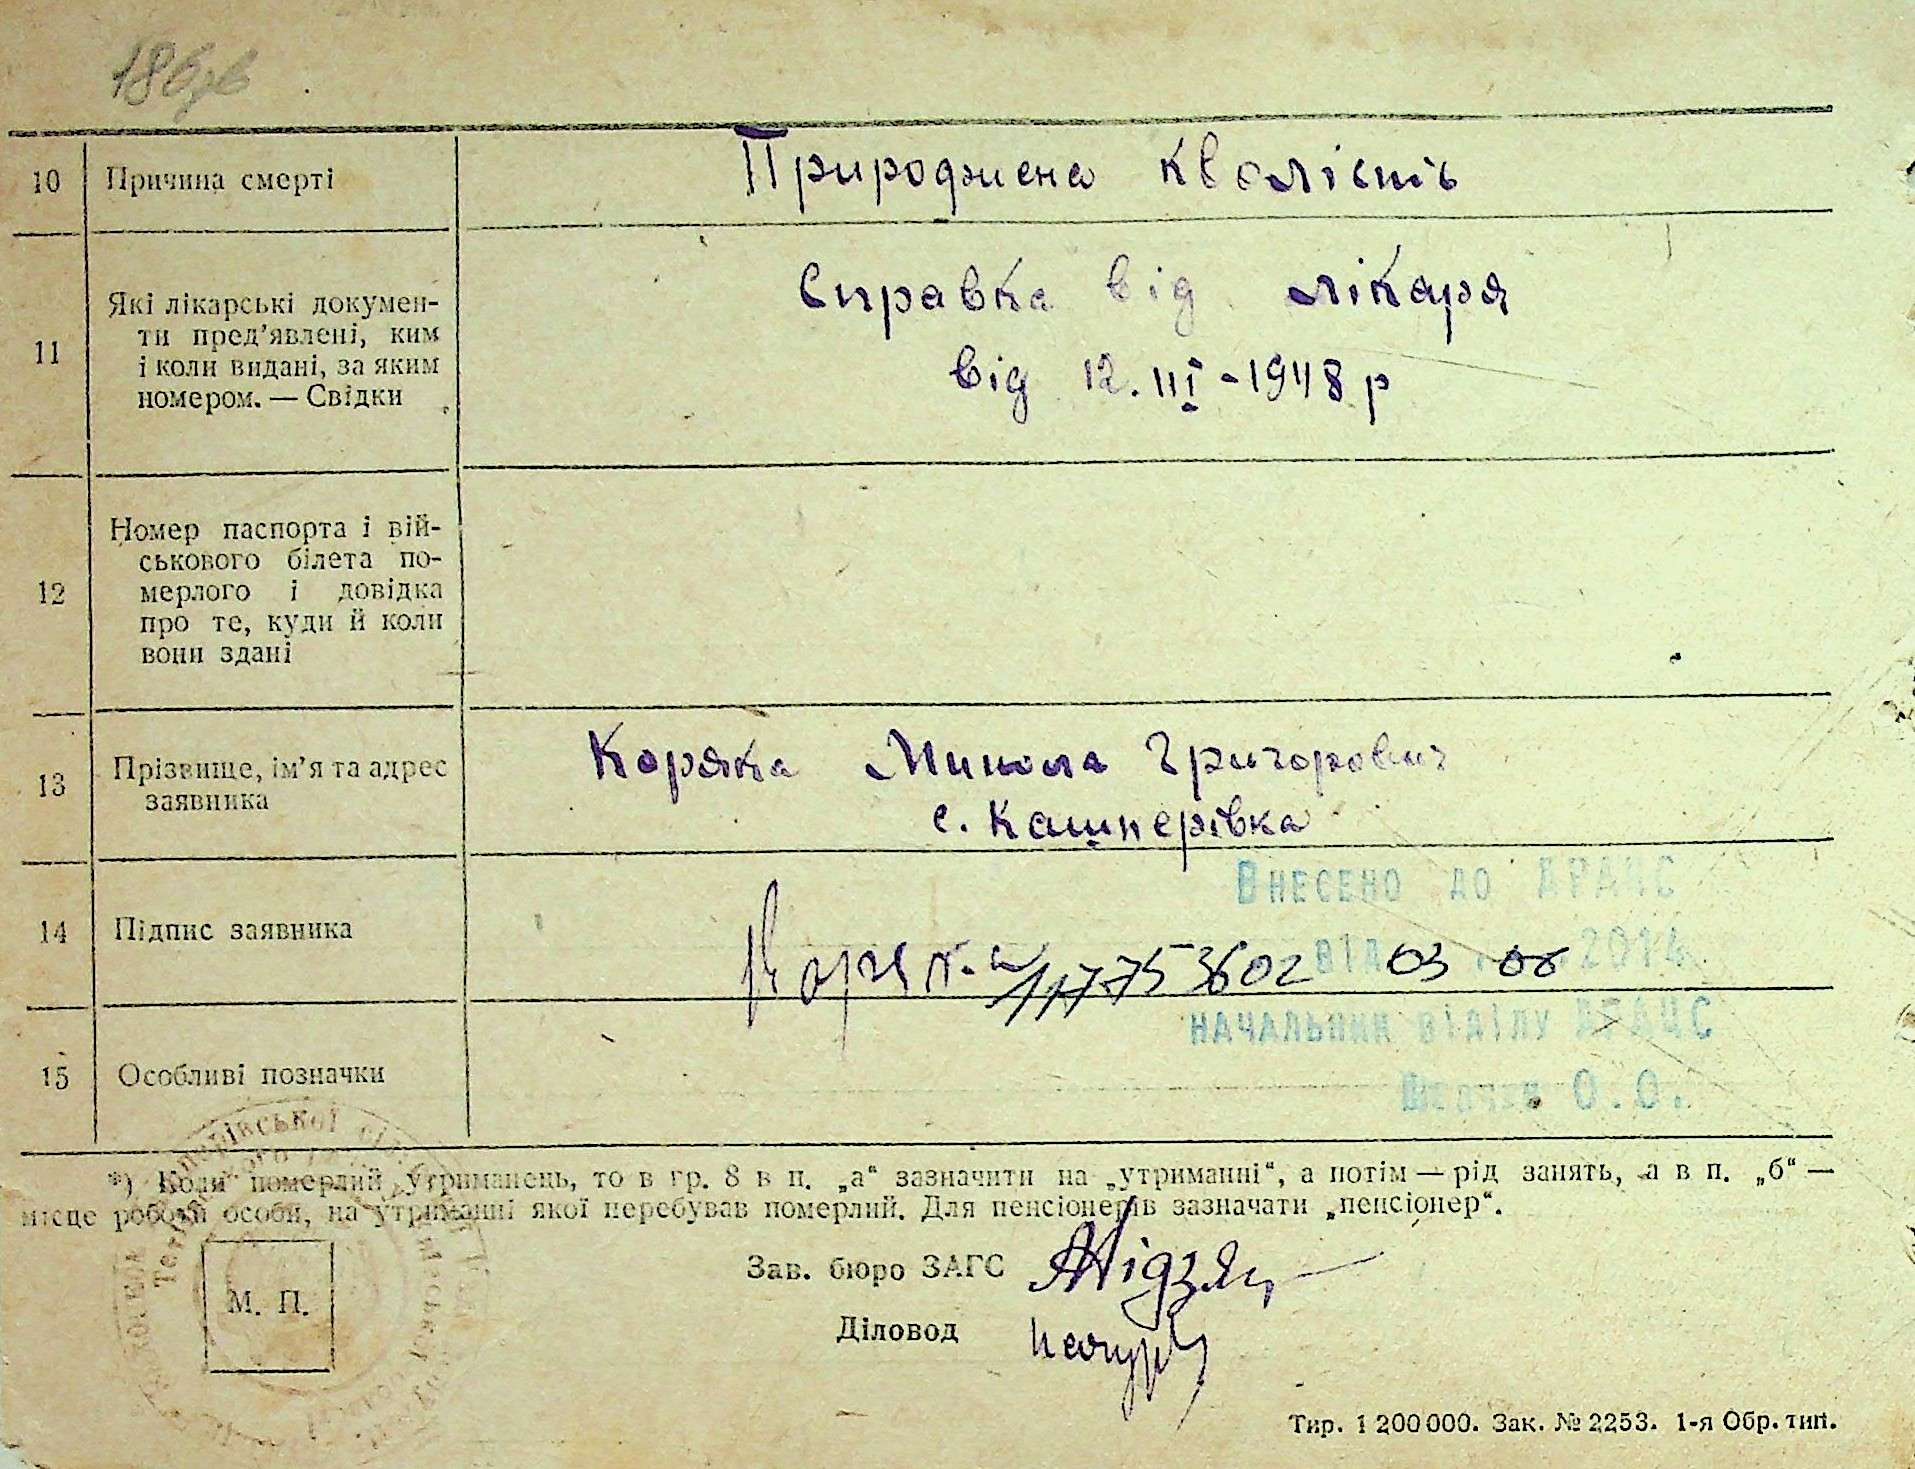 186
10 Причина смерті Природжена кволість
11 Які лікарські докумен-
ти пред’явлені, ким
і коли видані, за яким
номером. — Свідки
Справка від лікаря
від 12.III-1948 р
12 Номер паспорта і вій-
ськового білета по-
мерлого і довідка
про те, куди й коли
вони здані
13 Прізвище, ім’я та адрес
заявника
Коряка Микола Григорович
с. Кашперівка
14 Підпис заявника Коряка
Внесено до ДРАЦС
11753602 від 03 06 2014
начальник відділу ДРАЦС
О.О.
15 Особливі позначки
*) Коли померлий утриманець, то в гр. 8 в п. „а“ зазначити на „утриманні“, а потім — рід занять, а в п. „б“ —
місце роботи особи, на утриманні якої перебував померлий. Для пенсіонерів зазначати „пенсіонер“.
Зав. бюро ЗАГС
М. П.
Діловод
Тир. 1 200 000. Зак. № 2253. 1-я Обр. тип.